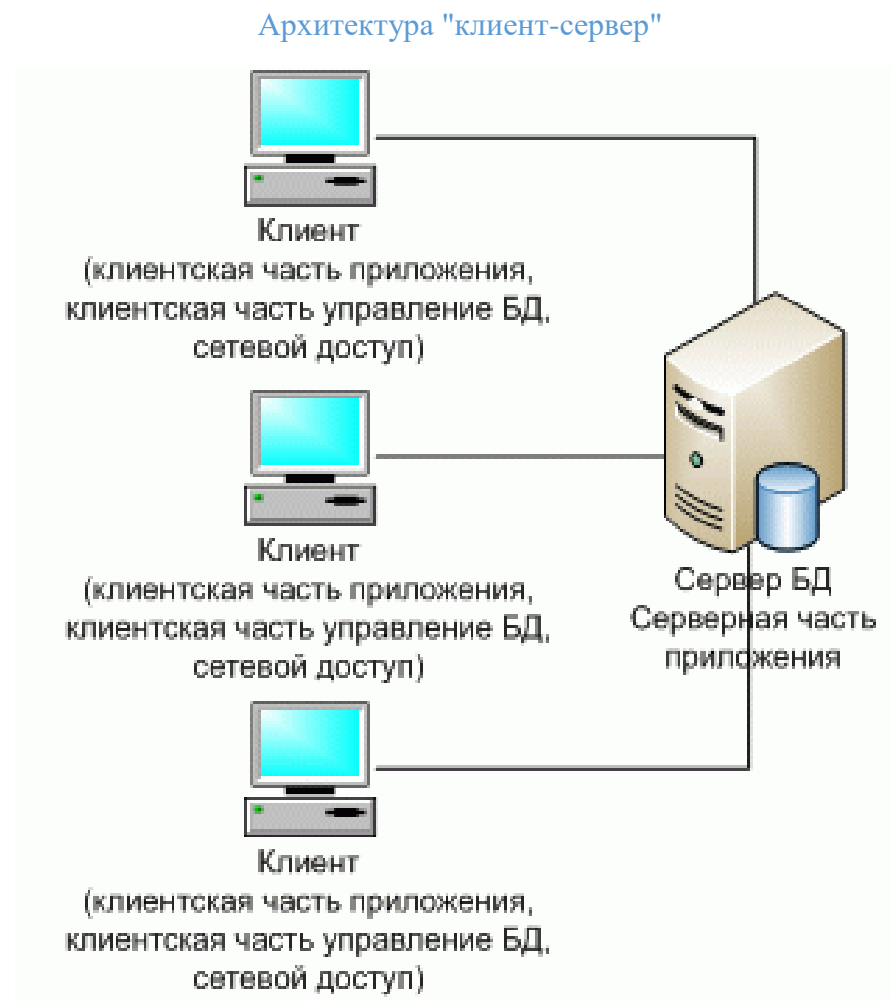 Архитектура "клиент-сервер"
Клиент
(клиентская часть приложения,
клиентская часть управление БД,
сетевой доступ)
Клиент
(клиентская часть приложения,
клиентская часть управление БД,
сетевой доступ)
Сервер БД
Серверная часть
приложения
Клиент
(клиентская часть приложения,
клиентская часть управление БД,
сетевой доступ)